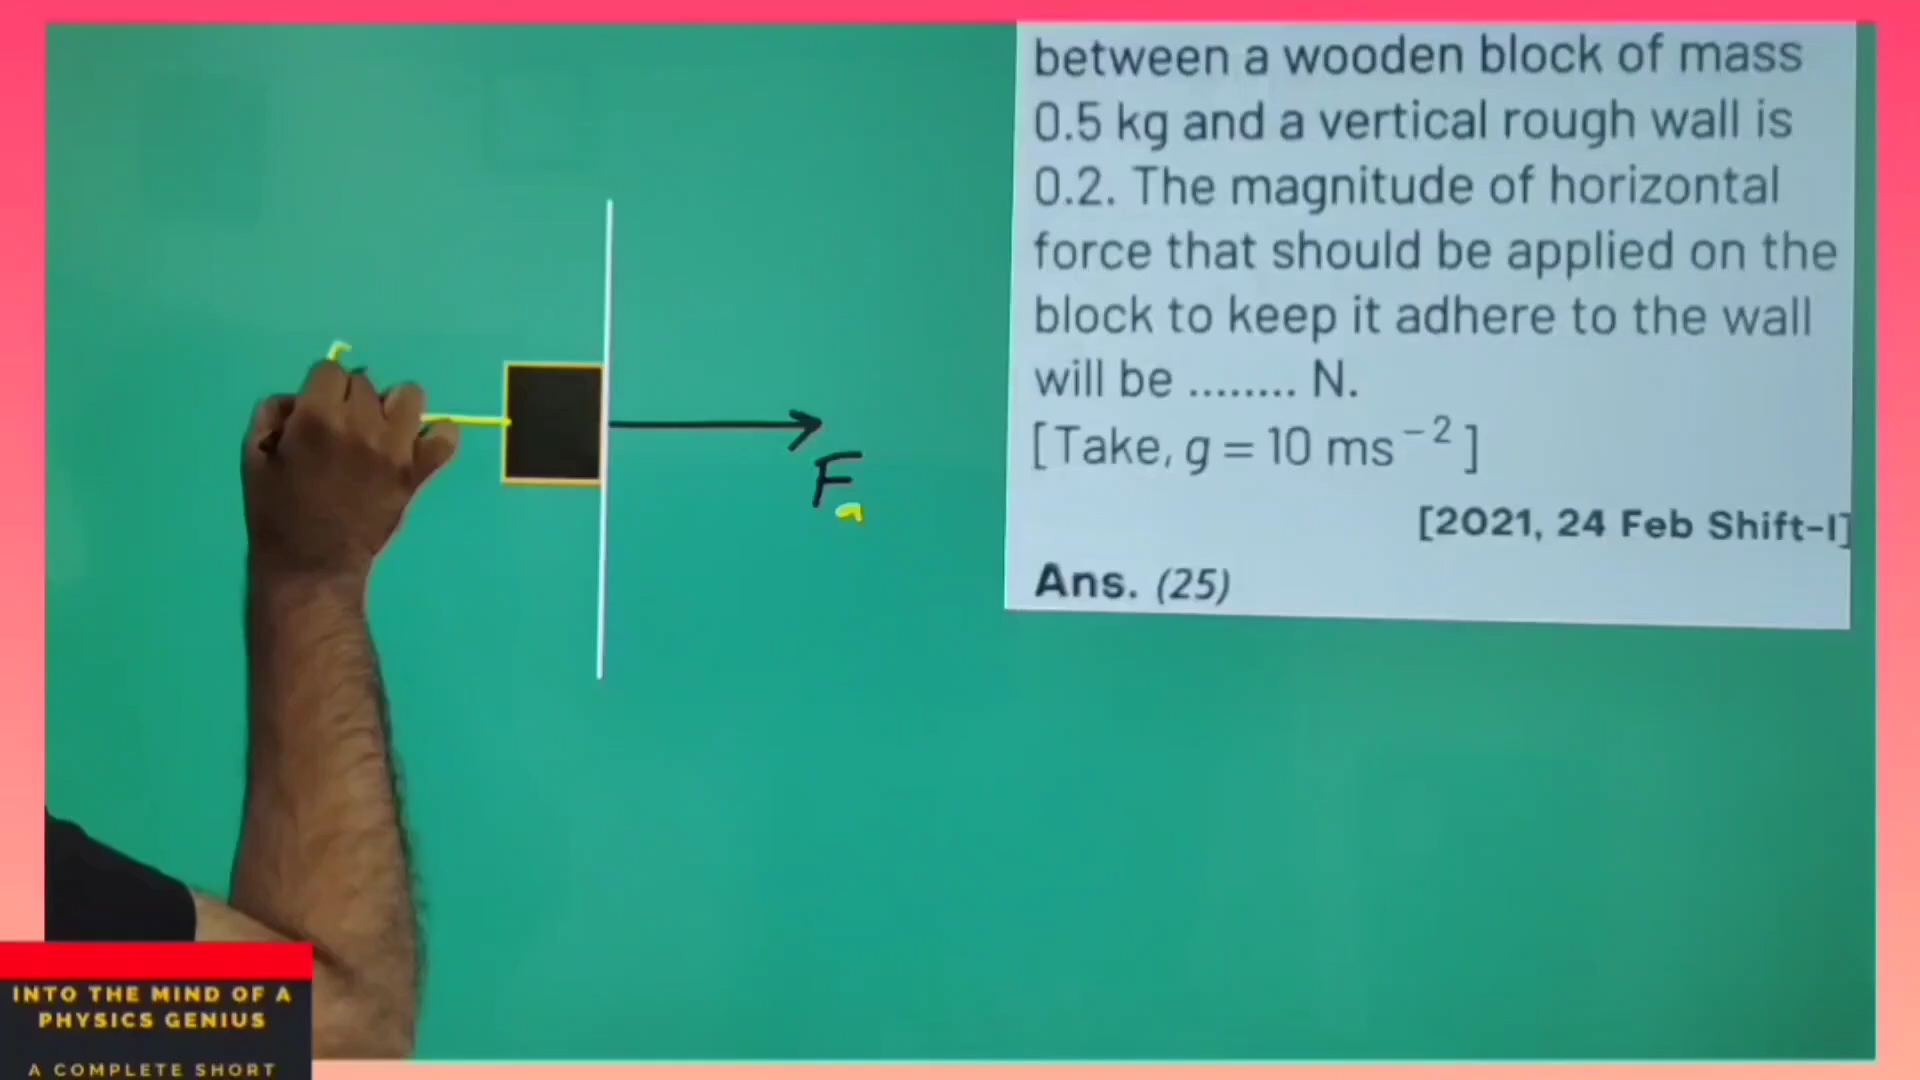 between a wooden block of mass
0.5 kg and a vertical rough wall is
0.2. The magnitude of horizontal
force that should be applied on the
block to keep it adhere to the wall
will be ........ N.
[Take, g = 10 ms⁻²]
[2021, 24 Feb Shift-I]
Ans. (25)
Fa
INTO THE MIND OF A
PHYSICS GENIUS
A COMPLETE SHORT